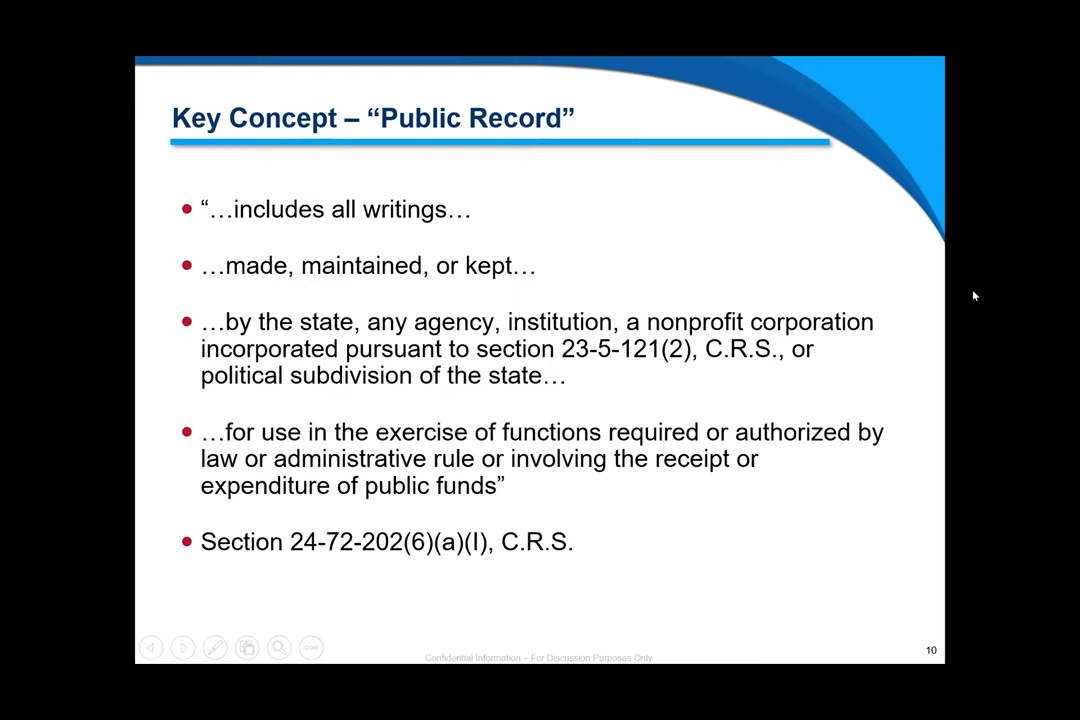 Key Concept – “Public Record”
“…includes all writings…
…made, maintained, or kept…
…by the state, any agency, institution, a nonprofit corporation
incorporated pursuant to section 23-5-121(2), C.R.S., or
political subdivision of the state…
…for use in the exercise of functions required or authorized by
law or administrative rule or involving the receipt or
expenditure of public funds”
Section 24-72-202(6)(a)(I), C.R.S.
Confidential Information – For Discussion Purposes Only
10